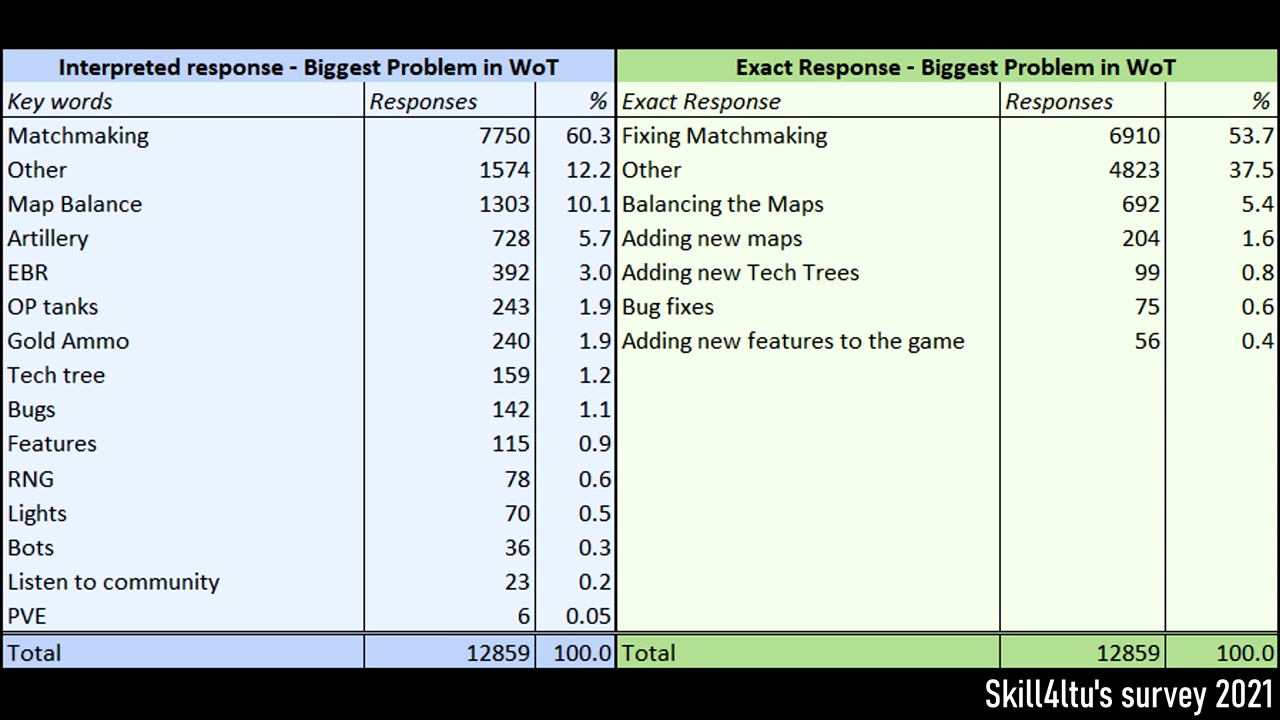 Interpreted response - Biggest Problem in WoT
Key words Responses %
Matchmaking 7750 60.3
Other 1574 12.2
Map Balance 1303 10.1
Artillery 728 5.7
EBR 392 3.0
OP tanks 243 1.9
Gold Ammo 240 1.9
Tech tree 159 1.2
Bugs 142 1.1
Features 115 0.9
RNG 78 0.6
Lights 70 0.5
Bots 36 0.3
Listen to community 23 0.2
PVE 6 0.05
Total 12859 100.0
Exact Response - Biggest Problem in WoT
Exact Response Responses %
Fixing Matchmaking 6910 53.7
Other 4823 37.5
Balancing the Maps 692 5.4
Adding new maps 204 1.6
Adding new Tech Trees 99 0.8
Bug fixes 75 0.6
Adding new features to the game 56 0.4
Total 12859 100.0
Skill4ltu's survey 2021